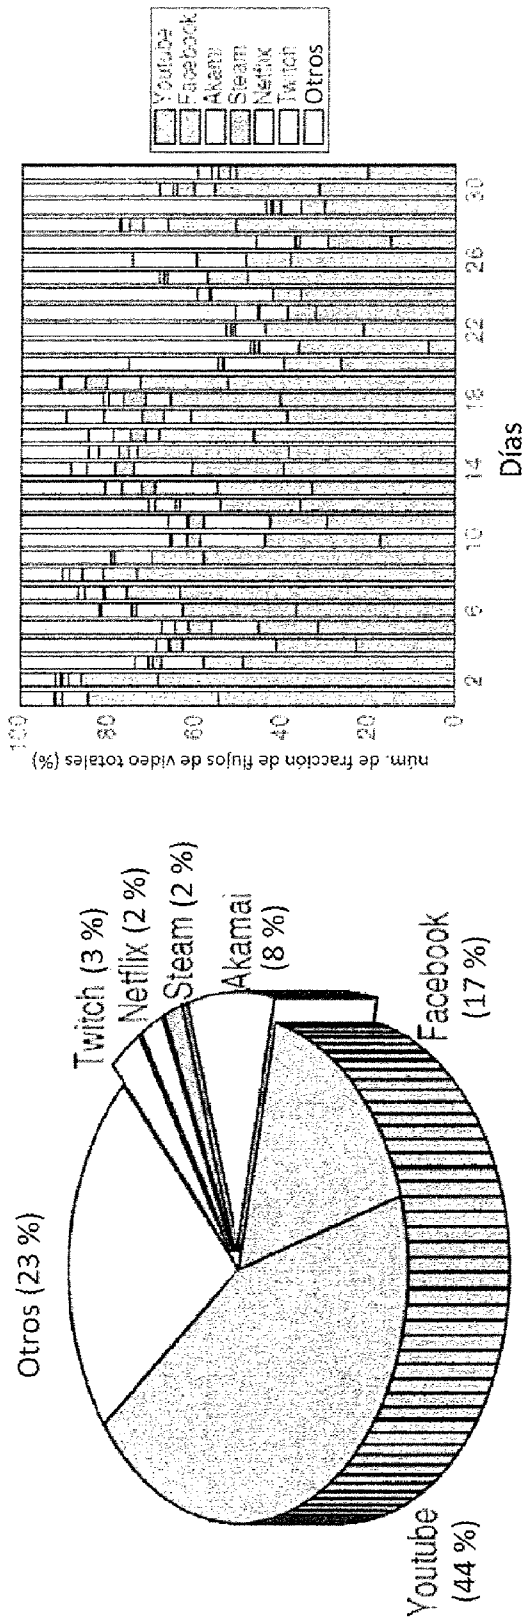 Otros (23 %)
Twitch (3 %)
Netflix (2 %)
Steam (2 %)
Akamai
(8 %)
Facebook
(17 %)
Youtube
(44 %)
núm. de fracción de flujos de video totales (%)
100
80
60
40
20
0
2
6
10
14
18
22
26
30
Días
Youtube
Facebook
Akami
Steam
Netflix
Twitch
Otros